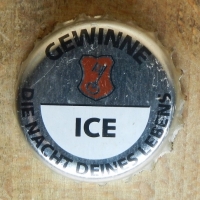 GEWINNE
ICE
DIE NACHT DEINES LEBENS